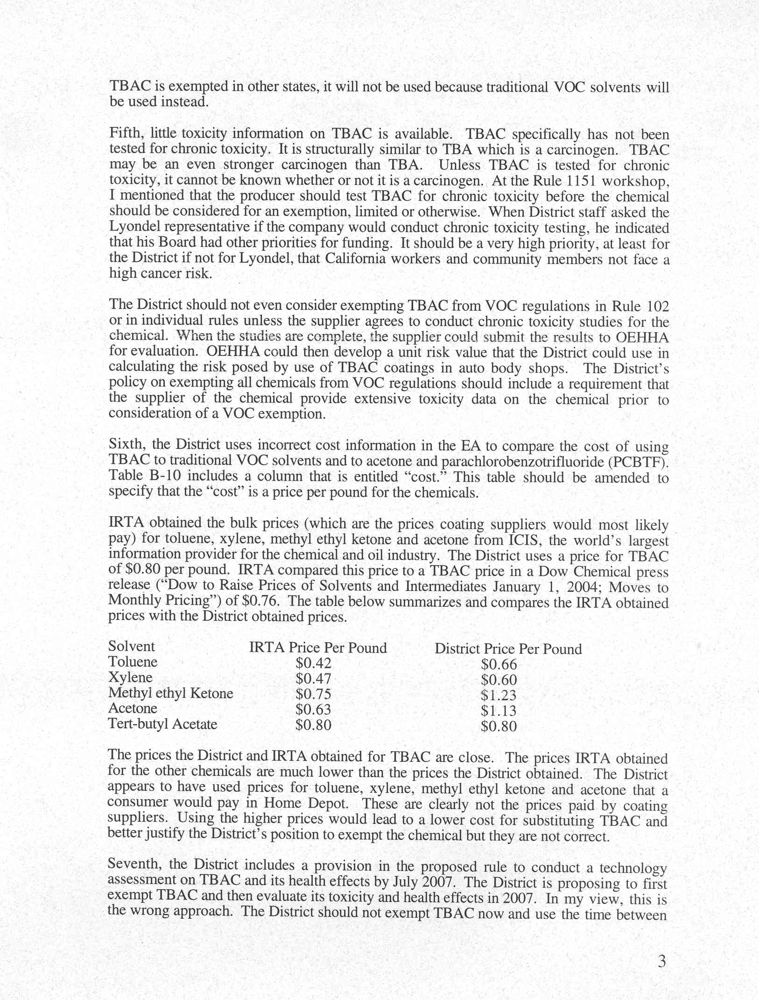 TBAC is exempted in other states, it will not be used because traditional VOC solvents will
be used instead.
Fifth, little toxicity information on TBAC is available. TBAC specifically has not been
tested for chronic toxicity. It is structurally similar to TBA which is a carcinogen. TBAC
may be an even stronger carcinogen than TBA. Unless TBAC is tested for chronic
toxicity, it cannot be known whether or not it is a carcinogen. At the Rule 1151 workshop,
I mentioned that the producer should test TBAC for chronic toxicity before the chemical
should be considered for an exemption, limited or otherwise. When District staff asked the
Lyondel representative if the company would conduct chronic toxicity testing, he indicated
that his Board had other priorities for funding. It should be a very high priority, at least for
the District if not for Lyondel, that California workers and community members not face a
high cancer risk.
The District should not even consider exempting TBAC from VOC regulations in Rule 102
or in individual rules unless the supplier agrees to conduct chronic toxicity studies for the
chemical. When the studies are complete, the supplier could submit the results to OEHHA
for evaluation. OEHHA could then develop a unit risk value that the District could use in
calculating the risk posed by use of TBAC coatings in auto body shops. The District's
policy on exempting all chemicals from VOC regulations should include a requirement that
the supplier of the chemical provide extensive toxicity data on the chemical prior to
consideration of a VOC exemption.
Sixth, the District uses incorrect cost information in the EA to compare the cost of using
TBAC to traditional VOC solvents and to acetone and parachlorobenzotrifluoride (PCBTF).
Table B-10 includes a column that is entitled “cost.” This table should be amended to
specify that the “cost” is a price per pound for the chemicals.
IRTA obtained the bulk prices (which are the prices coating suppliers would most likely
pay) for toluene, xylene, methyl ethyl ketone and acetone from ICIS, the world's largest
information provider for the chemical and oil industry. The District uses a price for TBAC
of $0.80 per pound. IRTA compared this price to a TBAC price in a Dow Chemical press
release (“Dow to Raise Prices of Solvents and Intermediates January 1, 2004; Moves to
Monthly Pricing”) of $0.76. The table below summarizes and compares the IRTA obtained
prices with the District obtained prices.
Solvent IRTA Price Per Pound District Price Per Pound
Toluene $0.42 $0.66
Xylene $0.47 $0.60
Methyl ethyl Ketone $0.75 $1.23
Acetone $0.63 $1.13
Tert-butyl Acetate $0.80 $0.80
The prices the District and IRTA obtained for TBAC are close. The prices IRTA obtained
for the other chemicals are much lower than the prices the District obtained. The District
appears to have used prices for toluene, xylene, methyl ethyl ketone and acetone that a
consumer would pay in Home Depot. These are clearly not the prices paid by coating
suppliers. Using the higher prices would lead to a lower cost for substituting TBAC and
better justify the District's position to exempt the chemical but they are not correct.
Seventh, the District includes a provision in the proposed rule to conduct a technology
assessment on TBAC and its health effects by July 2007. The District is proposing to first
exempt TBAC and then evaluate its toxicity and health effects in 2007. In my view, this is
the wrong approach. The District should not exempt TBAC now and use the time between
3